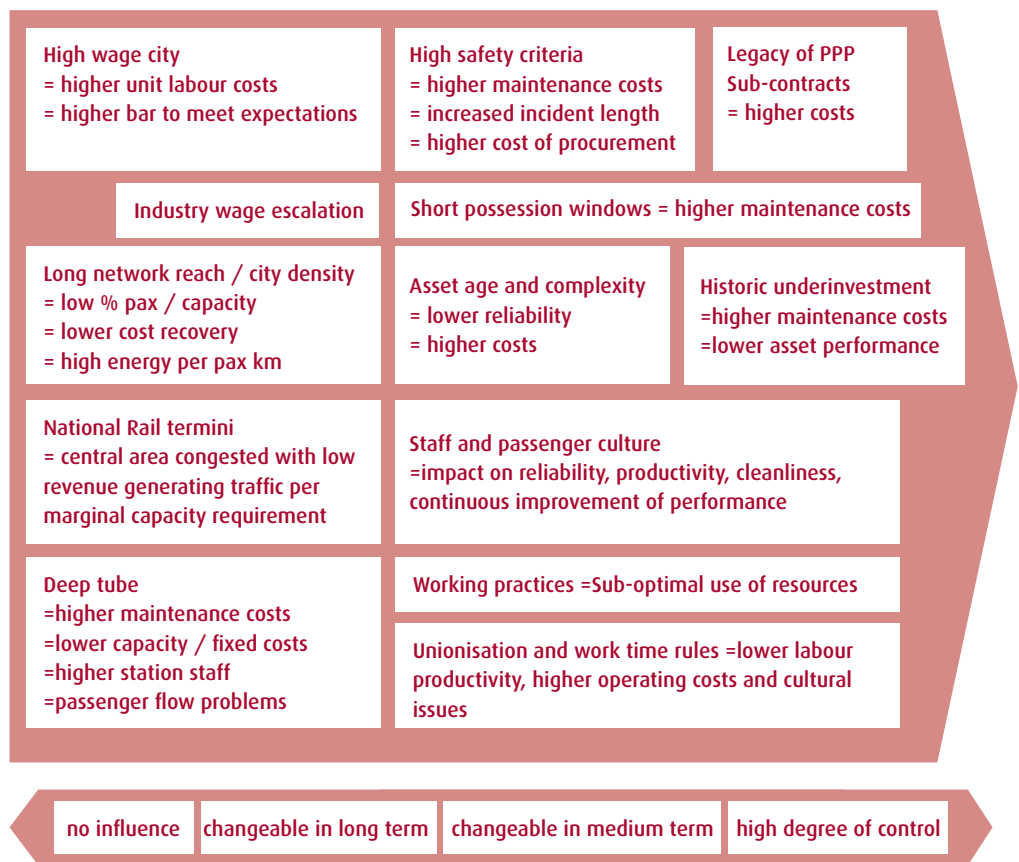 High wage city
= higher unit labour costs
= higher bar to meet expectations
High safety criteria
= higher maintenance costs
= increased incident length
= higher cost of procurement
Legacy of PPP
Sub-contracts
= higher costs
Industry wage escalation
Short possession windows = higher maintenance costs
Long network reach / city density
= low % pax / capacity
= lower cost recovery
= high energy per pax km
Asset age and complexity
= lower reliability
= higher costs
Historic underinvestment
=higher maintenance costs
=lower asset performance
National Rail termini
= central area congested with low
revenue generating traffic per
marginal capacity requirement
Staff and passenger culture
=impact on reliability, productivity, cleanliness,
continuous improvement of performance
Deep tube
=higher maintenance costs
=lower capacity / fixed costs
=higher station staff
=passenger flow problems
Working practices =Sub-optimal use of resources
Unionisation and work time rules =lower labour
productivity, higher operating costs and cultural
issues
no influence
changeable in long term
changeable in medium term
high degree of control